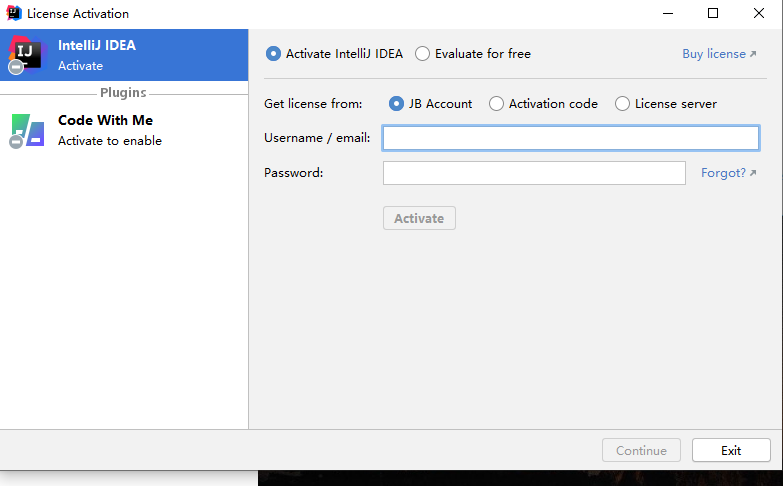 License Activation
IJ
IntelliJ IDEA
Activate
Plugins
Code With Me
Activate to enable
Activate IntelliJ IDEA Evaluate for free Buy license
Get license from: JB Account Activation code License server
Username / email:
Password: Forgot?
Activate
Continue Exit